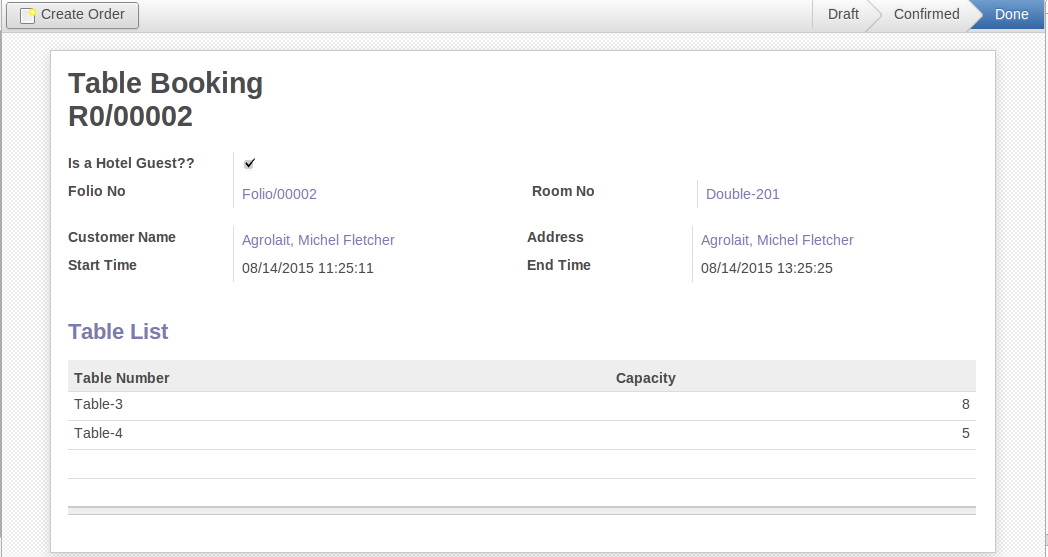 Create Order
Draft Confirmed Done
Table Booking
R0/00002
Is a Hotel Guest??
Folio No Folio/00002 Room No Double-201
Customer Name Agrolait, Michel Fletcher Address Agrolait, Michel Fletcher
Start Time 08/14/2015 11:25:11 End Time 08/14/2015 13:25:25
Table List
Table Number Capacity
Table-3 8
Table-4 5